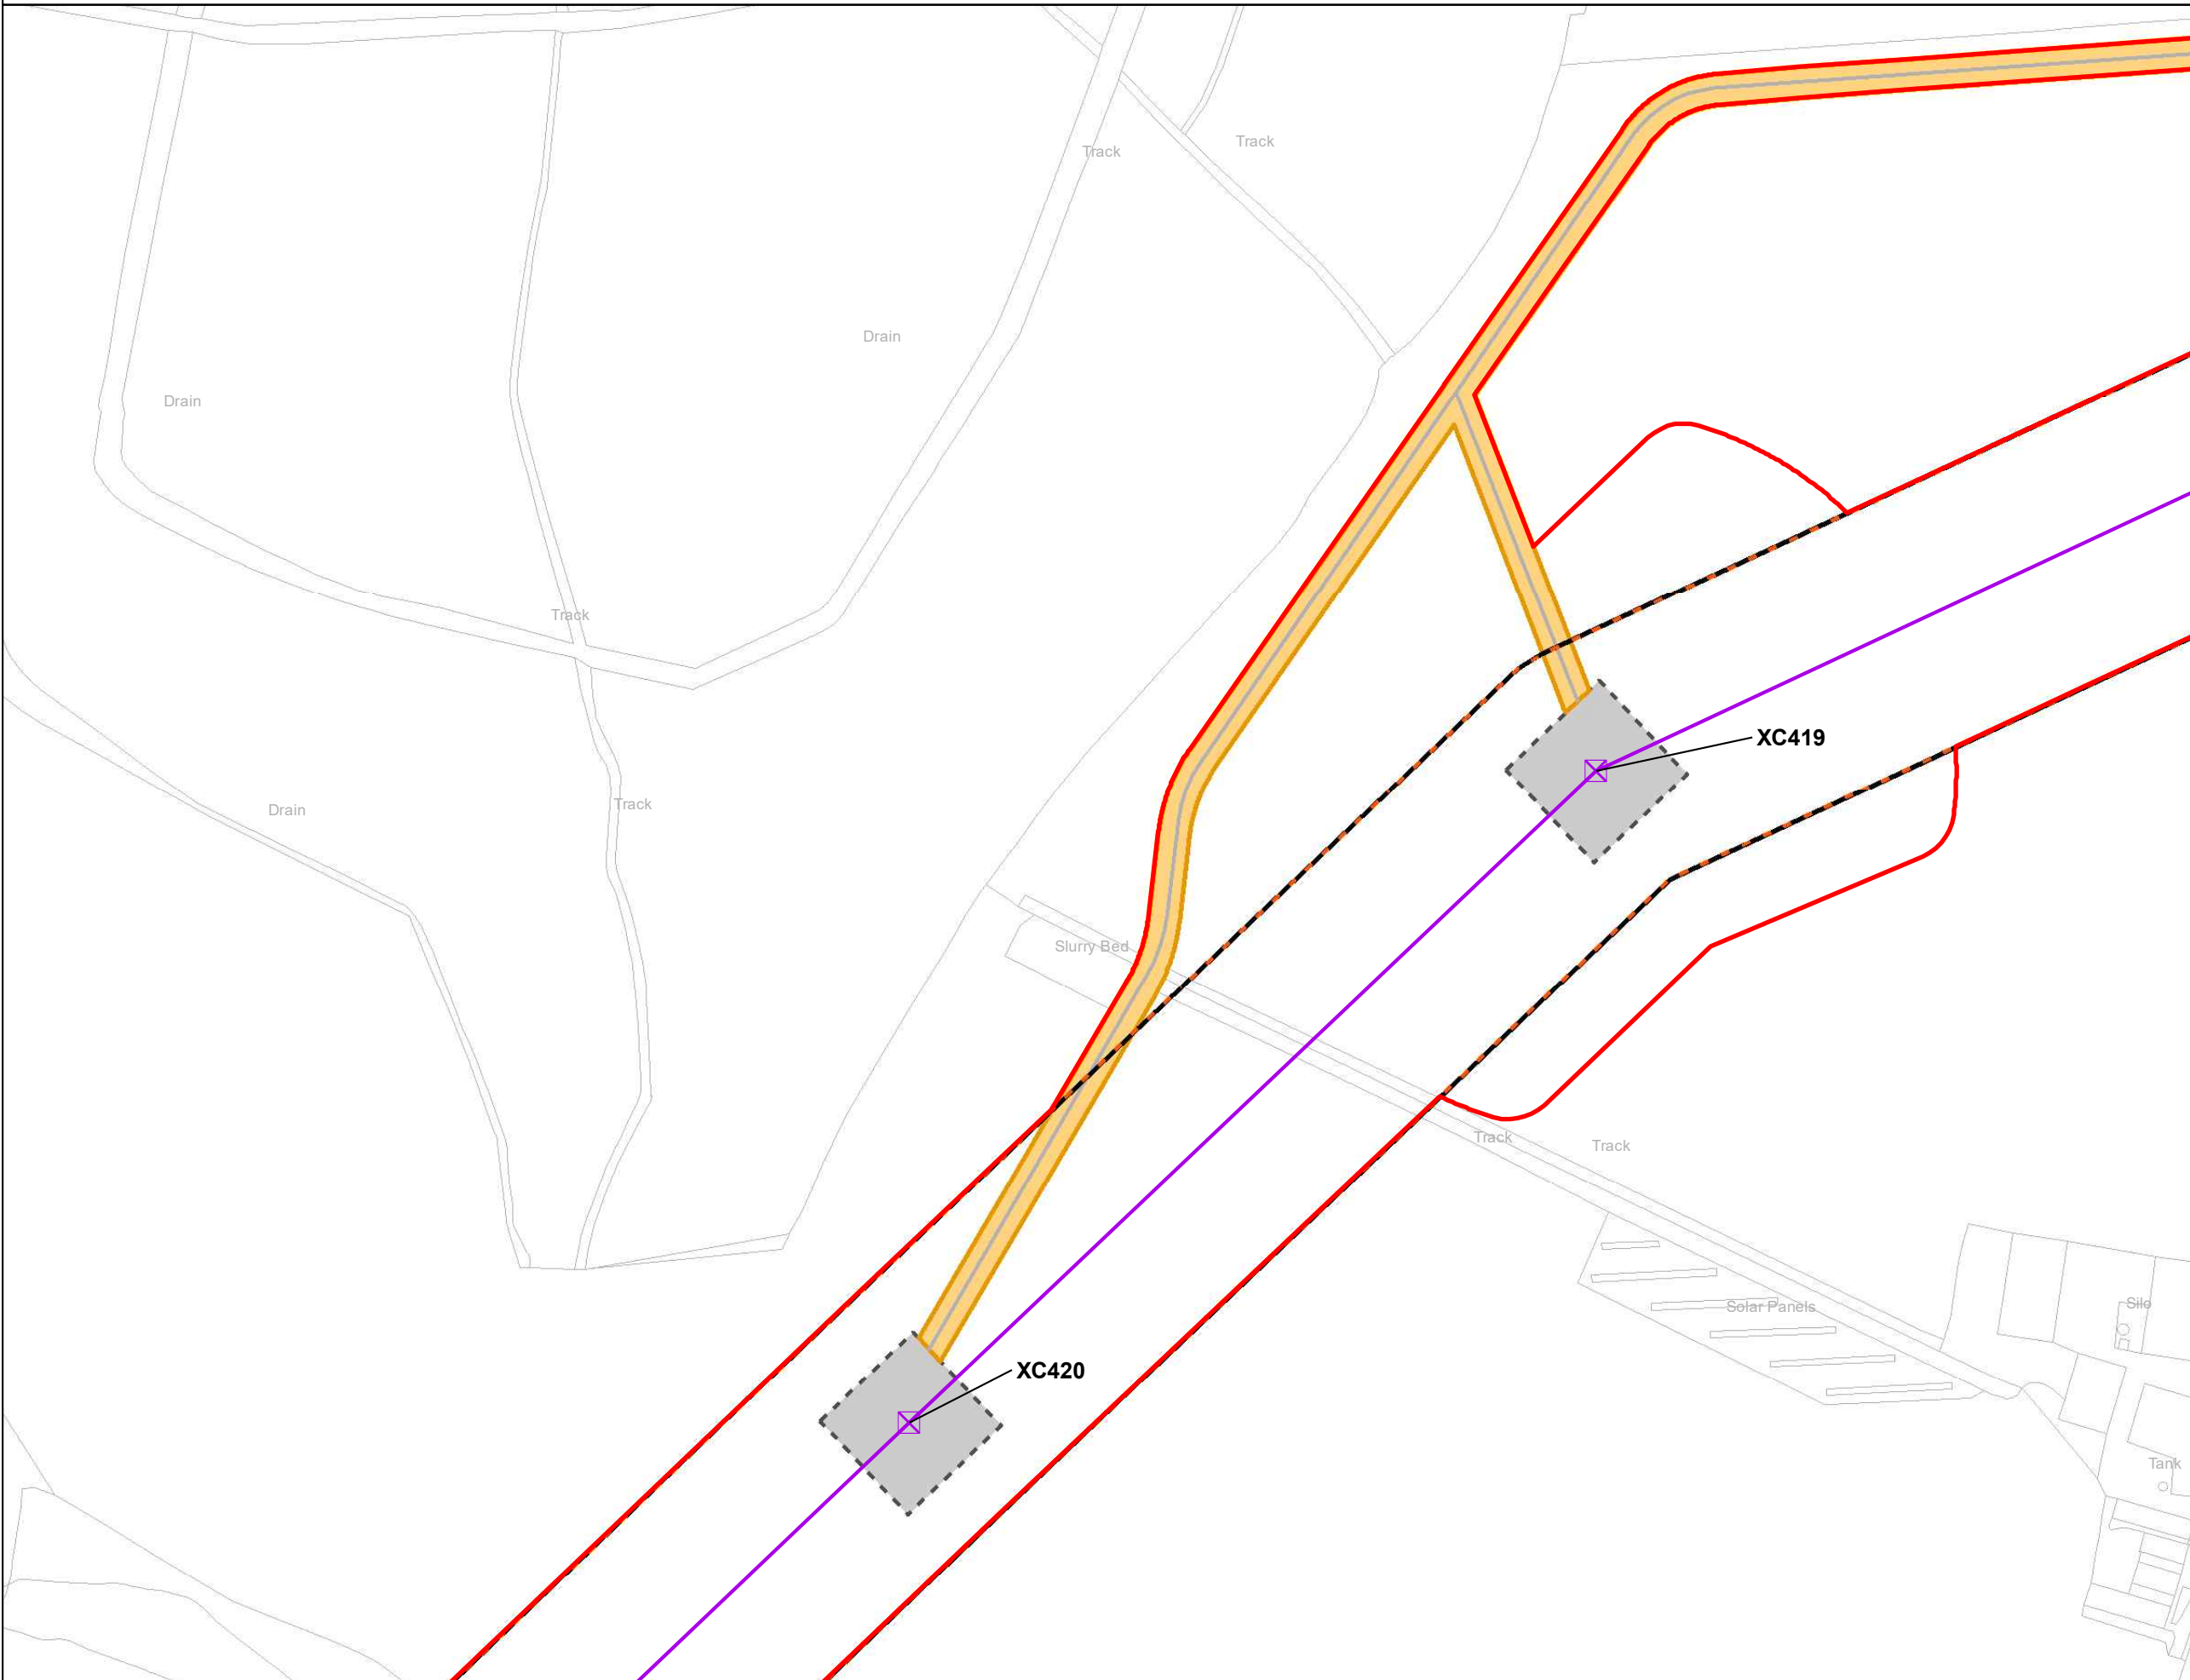 Track
Track
Drain
Drain
Track
XC419
Track
Drain
Slurry Bed
Track
Track
Silo
Solar Panels
XC420
Tank